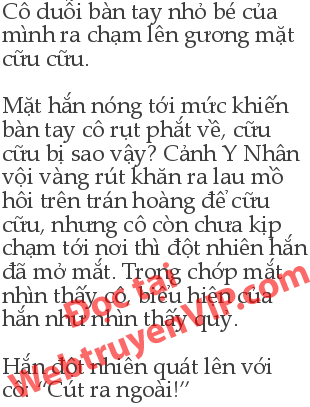 Cô duỗi bàn tay nhỏ bé của
mình ra chạm lên gương mặt
cữu cữu.
Mặt hắn nóng tới mức khiến
bàn tay cô rụt phắt về, cữu
cữu bị sao vậy? Cảnh Y Nhân
vội vàng rút khăn ra lau mồ
hôi trên trán hoàng đế cữu
cữu, nhưng cô còn chưa kịp
chạm tới nơi thì đột nhiên hắn
đã mở mắt. Trong chớp mắt
nhìn thấy cô, biểu hiện của
hắn như nhìn thấy quỷ.
Hắn đột nhiên quát lên với
cô: “Cút ra ngoài!”
Đọc tại
WebtruyenVIP.com